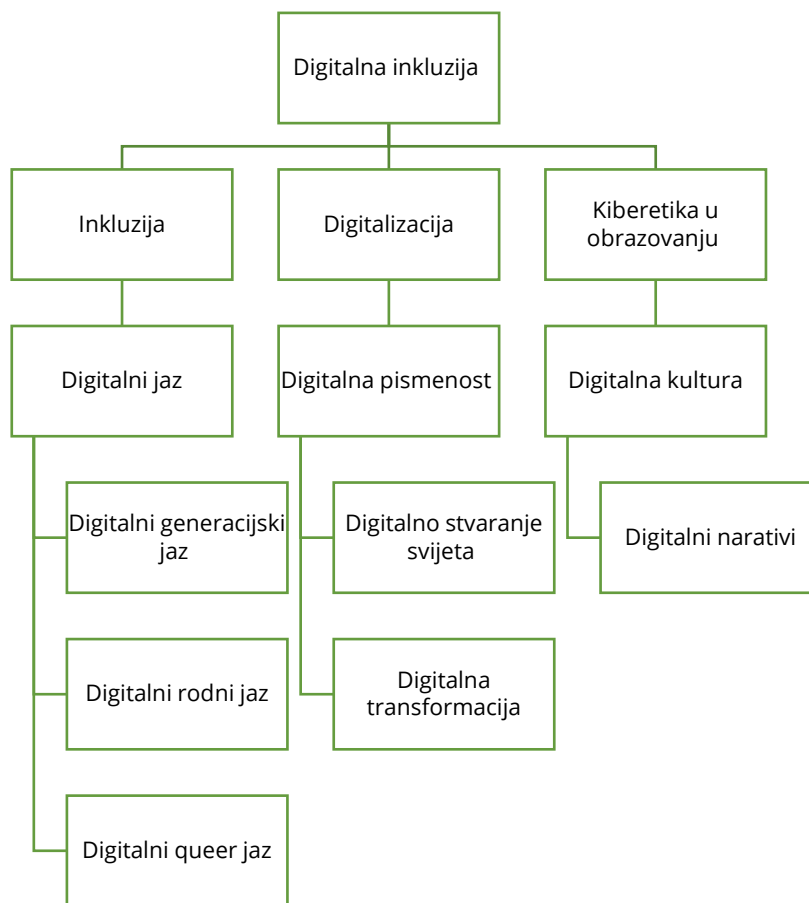 Digitalna inkluzija
Inkluzija
Digitalizacija
Kiberetika u
obrazovanju
Digitalni jaz
Digitalna pismenost
Digitalna kultura
Digitalni generacijski
jaz
Digitalno stvaranje
svijeta
Digitalni narativi
Digitalni rodni jaz
Digitalna
transformacija
Digitalni queer jaz